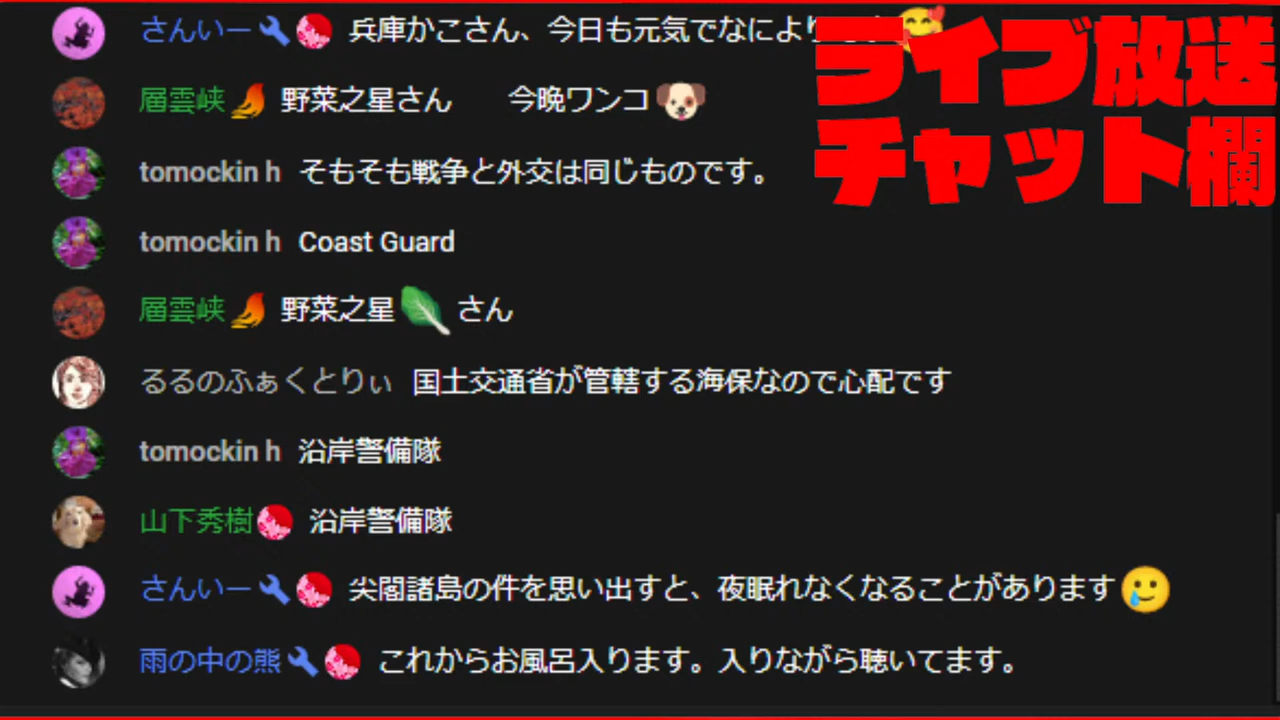 さんいー 兵庫かこさん、今日も元気でなにより
ライブ放送
チャット欄
層雲峡 野菜之星さん 今晩ワンコ
tomockin h そもそも戦争と外交は同じものです。
tomockin h Coast Guard
層雲峡 野菜之星 さん
るるのふぁくとりぃ 国土交通省が管轄する海保なので心配です
tomockin h 沿岸警備隊
山下秀樹 沿岸警備隊
さんいー 尖閣諸島の件を思い出すと、夜眠れなくなることがあります
雨の中の熊 これからお風呂入ります。入りながら聴いてます。